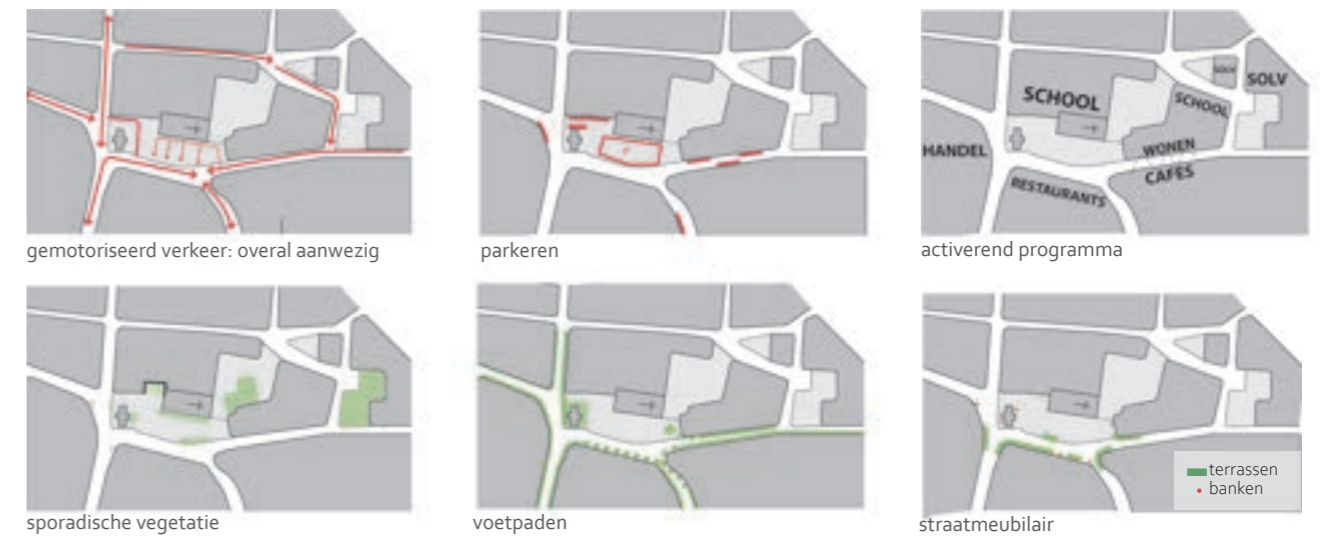 SCHOOL
SOLV
SCHOOL
HANDEL
WONEN
CAFES
RESTAURANTS
gemotoriseerd verkeer: overal aanwezig
parkeren
activerend programma
terrassen
banken
sporadische vegetatie
voetpaden
straatmeubilair